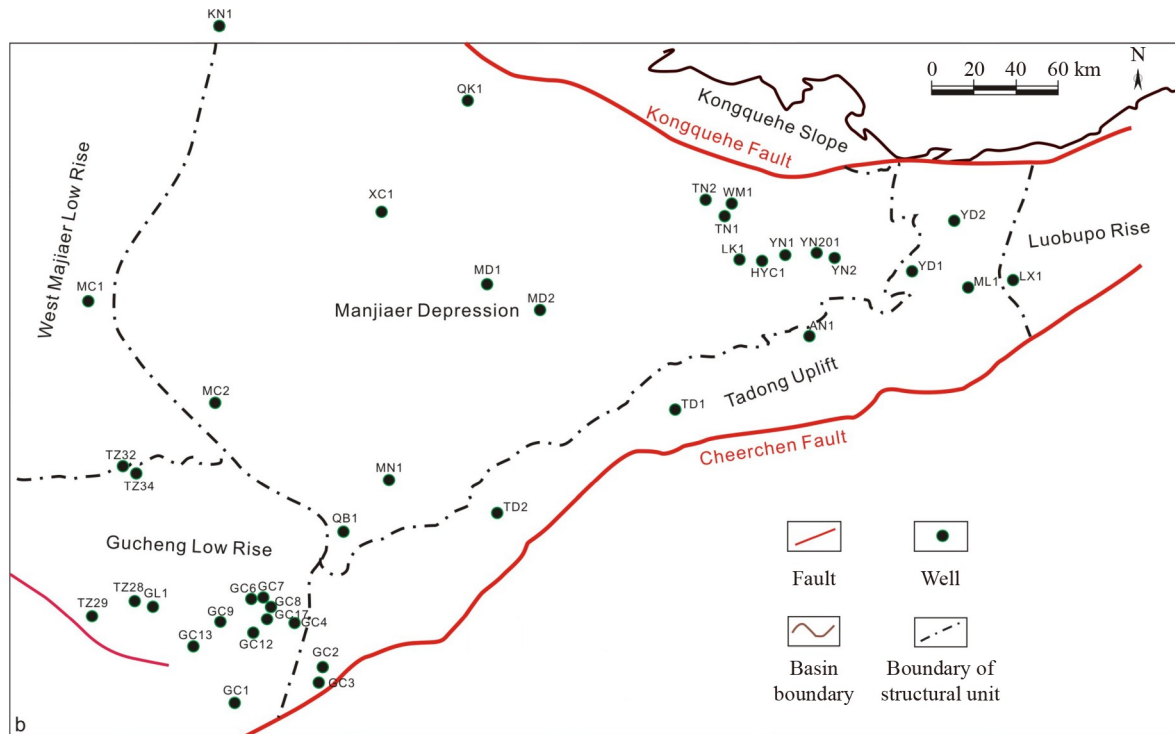 KN1
N
0 20 40 60 km
QK1
Kongquehe Slope
Kongquehe Fault
West Majiaer Low Rise
XC1
TN2
WM1
TN1
YD2
Luobupo Rise
LK1
HYC1
YN1
YN201
YN2
YD1
ML1
LX1
MC1
MD1
Manjiaer Depression
MD2
AN1
Tadong Uplift
MC2
TD1
Cheerchen Fault
TZ32
TZ34
MN1
TD2
QB1
Gucheng Low Rise
TZ28
GL1
TZ29
GC6
GC7
GC8
GC9
GC17
GC4
GC12
GC13
GC2
GC3
GC1
Fault
Well
Basin
boundary
Boundary of
structural unit
b